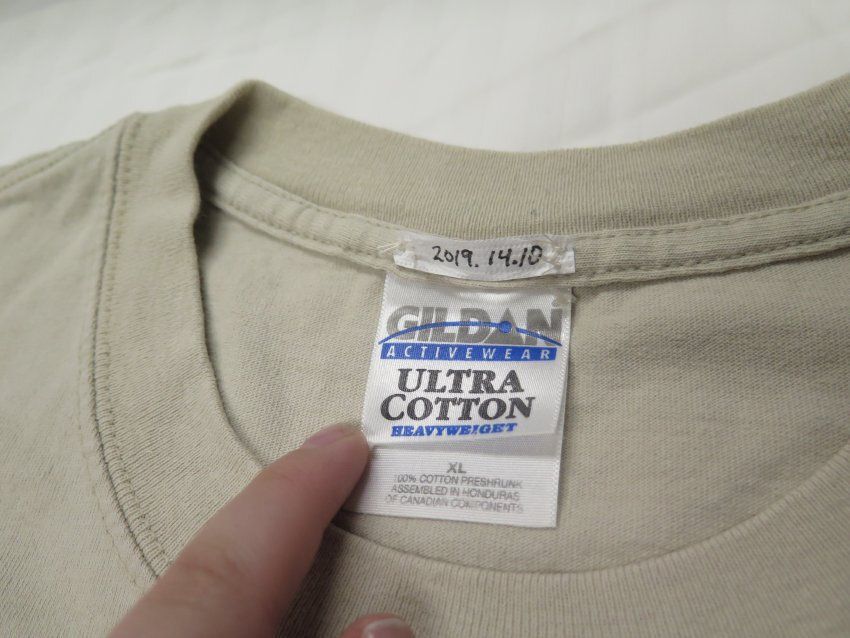 2019.14.10
GILDAN
ACTIVEWEAR
ULTRA
COTTON
HEAVYWEIGHT
XL
100% COTTON PRESHRUNK
ASSEMBLED IN HONDURAS
OF CANADIAN COMPONENTS